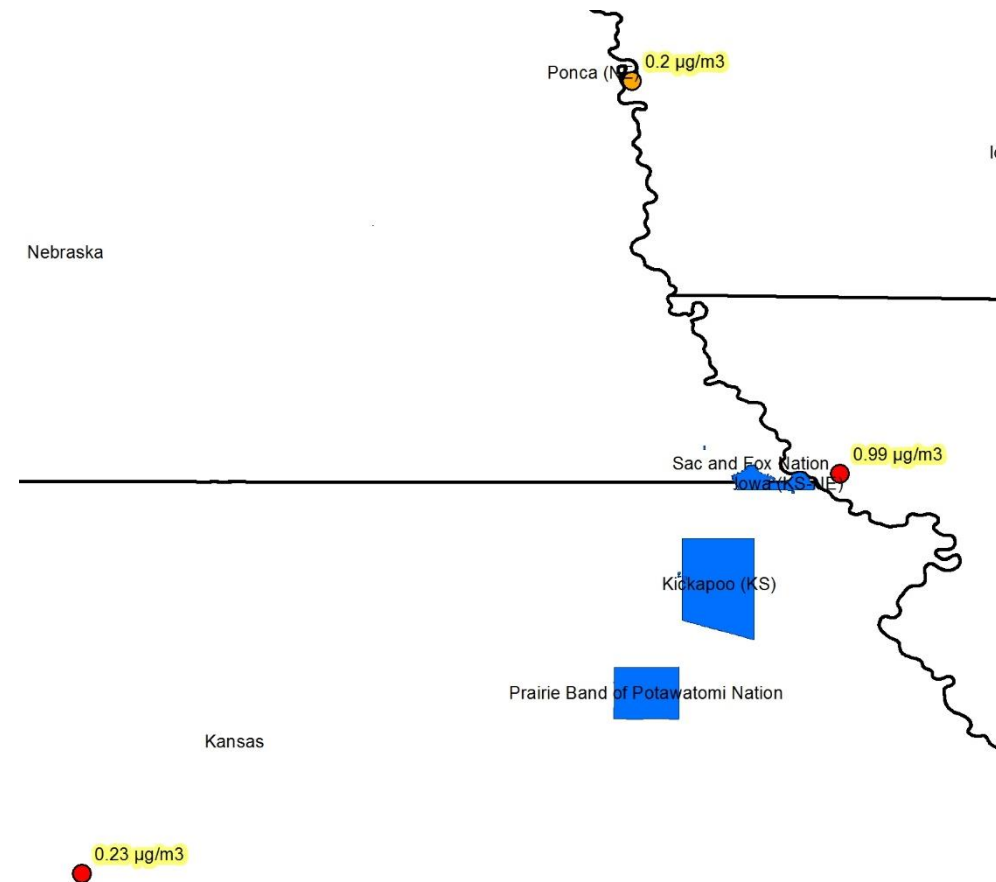 0.2 µg/m3
Ponca (NE)
Nebraska
0.99 µg/m3
Sac and Fox Nation
Iowa (KS-NE)
Kickapoo (KS)
Prairie Band of Potawatomi Nation
Kansas
0.23 µg/m3